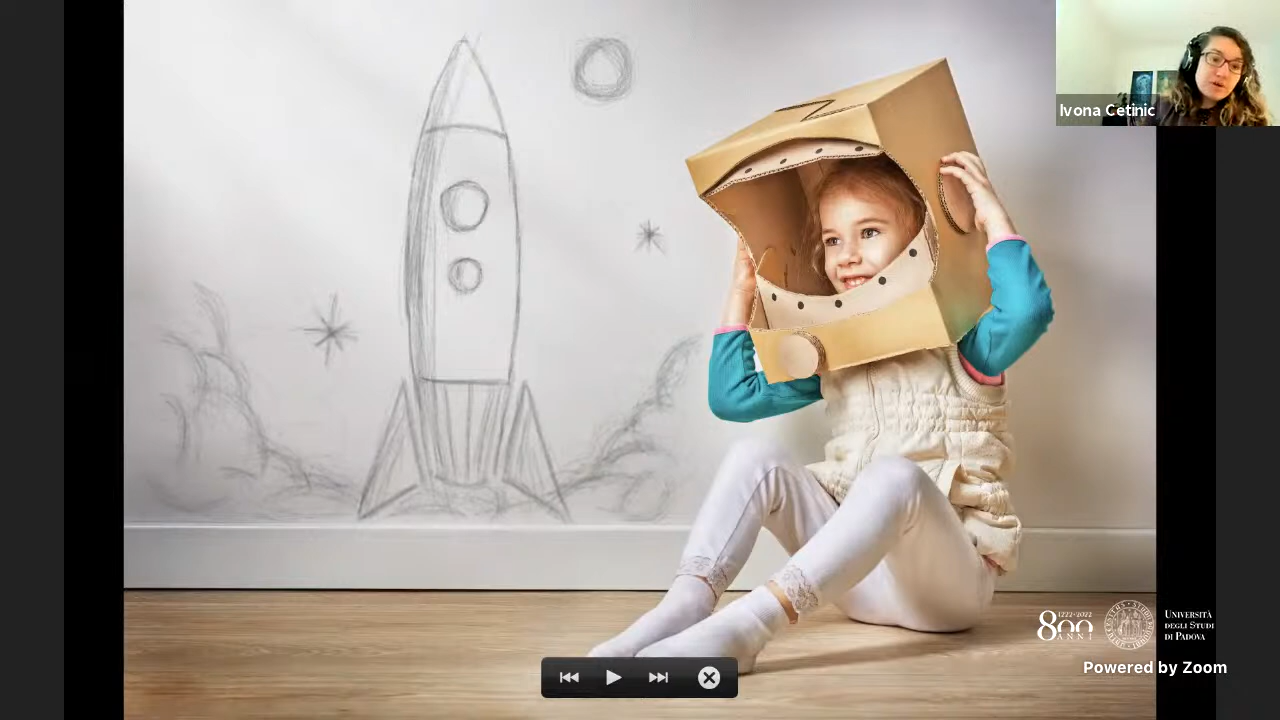 Ivona Cetinic
1222·2022
800
ANNI
UNIVERSITÀ
DEGLI STUDI
DI PADOVA
Powered by Zoom